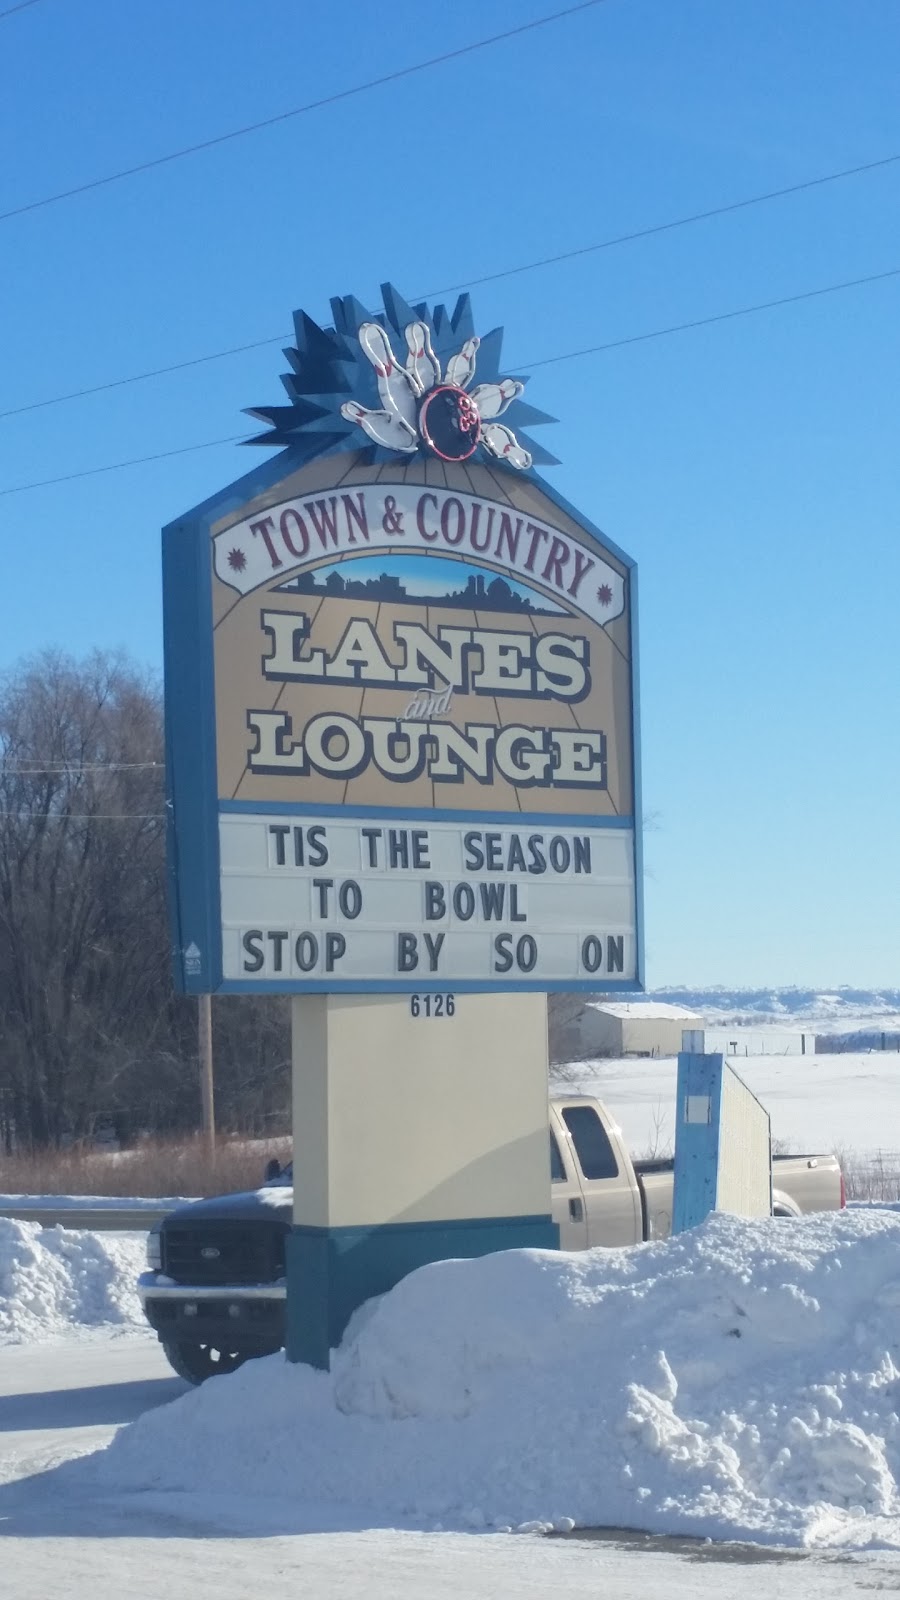 TOWN & COUNTRY
LANES
and
LOUNGE
TIS THE SEASON
TO BOWL
STOP BY SO ON
6126